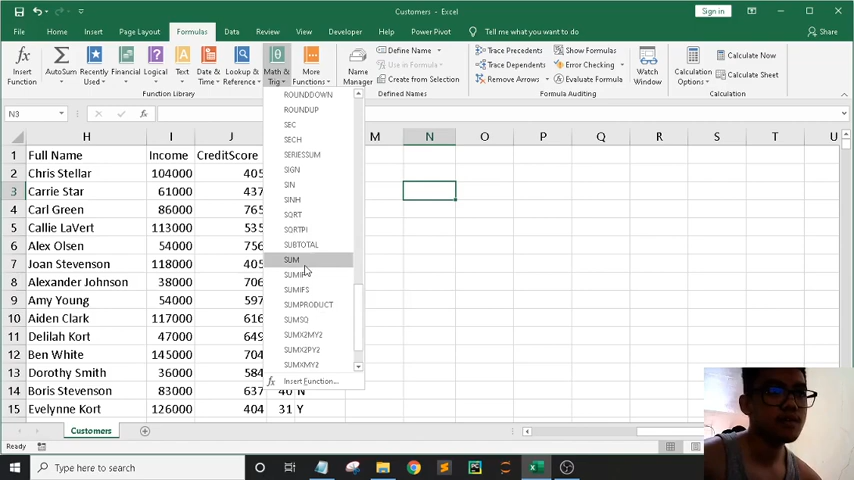 Customers - Excel
Sign in
File Home Insert Page Layout Formulas Data Review View Developer Help Power Pivot Tell me what you want to do Share
Insert Function
AutoSum
Recently Used
Financial
Logical
Text
Date & Time
Lookup & Reference
Math & Trig
More Functions
Function Library
Name Manager
Define Name
Use in Formula
Create from Selection
Defined Names
Trace Precedents
Trace Dependents
Remove Arrows
Show Formulas
Error Checking
Evaluate Formula
Formula Auditing
Watch Window
Calculation Options
Calculate Now
Calculate Sheet
Calculation
N3 fx
ROUNDDOWN
ROUNDUP
SEC
SECH
SERIESSUM
SIGN
SIN
SINH
SQRT
SQRTPI
SUBTOTAL
SUM
SUMIF
SUMIFS
SUMPRODUCT
SUMSQ
SUMX2MY2
SUMX2PY2
SUMXMY2
fx Insert Function...
H I J M N O P Q R S T U
1 Full Name Income CreditScore
2 Chris Stellar 104000 405
3 Carrie Star 61000 437
4 Carl Green 86000 765
5 Callie LaVert 113000 535
6 Alex Olsen 34000 756
7 Joan Stevenson 118000 405
8 Alexander Johnson 38000 706
9 Amy Young 54000 597
10 Aiden Clark 117000 616
11 Delilah Kort 32000 649
12 Ben White 145000 574
13 Dorothy Smith 36000 584
14 Boris Stevenson 83000 637 40 N
15 Evelynne Kort 126000 404 31 Y
Customers
Ready
Type here to search